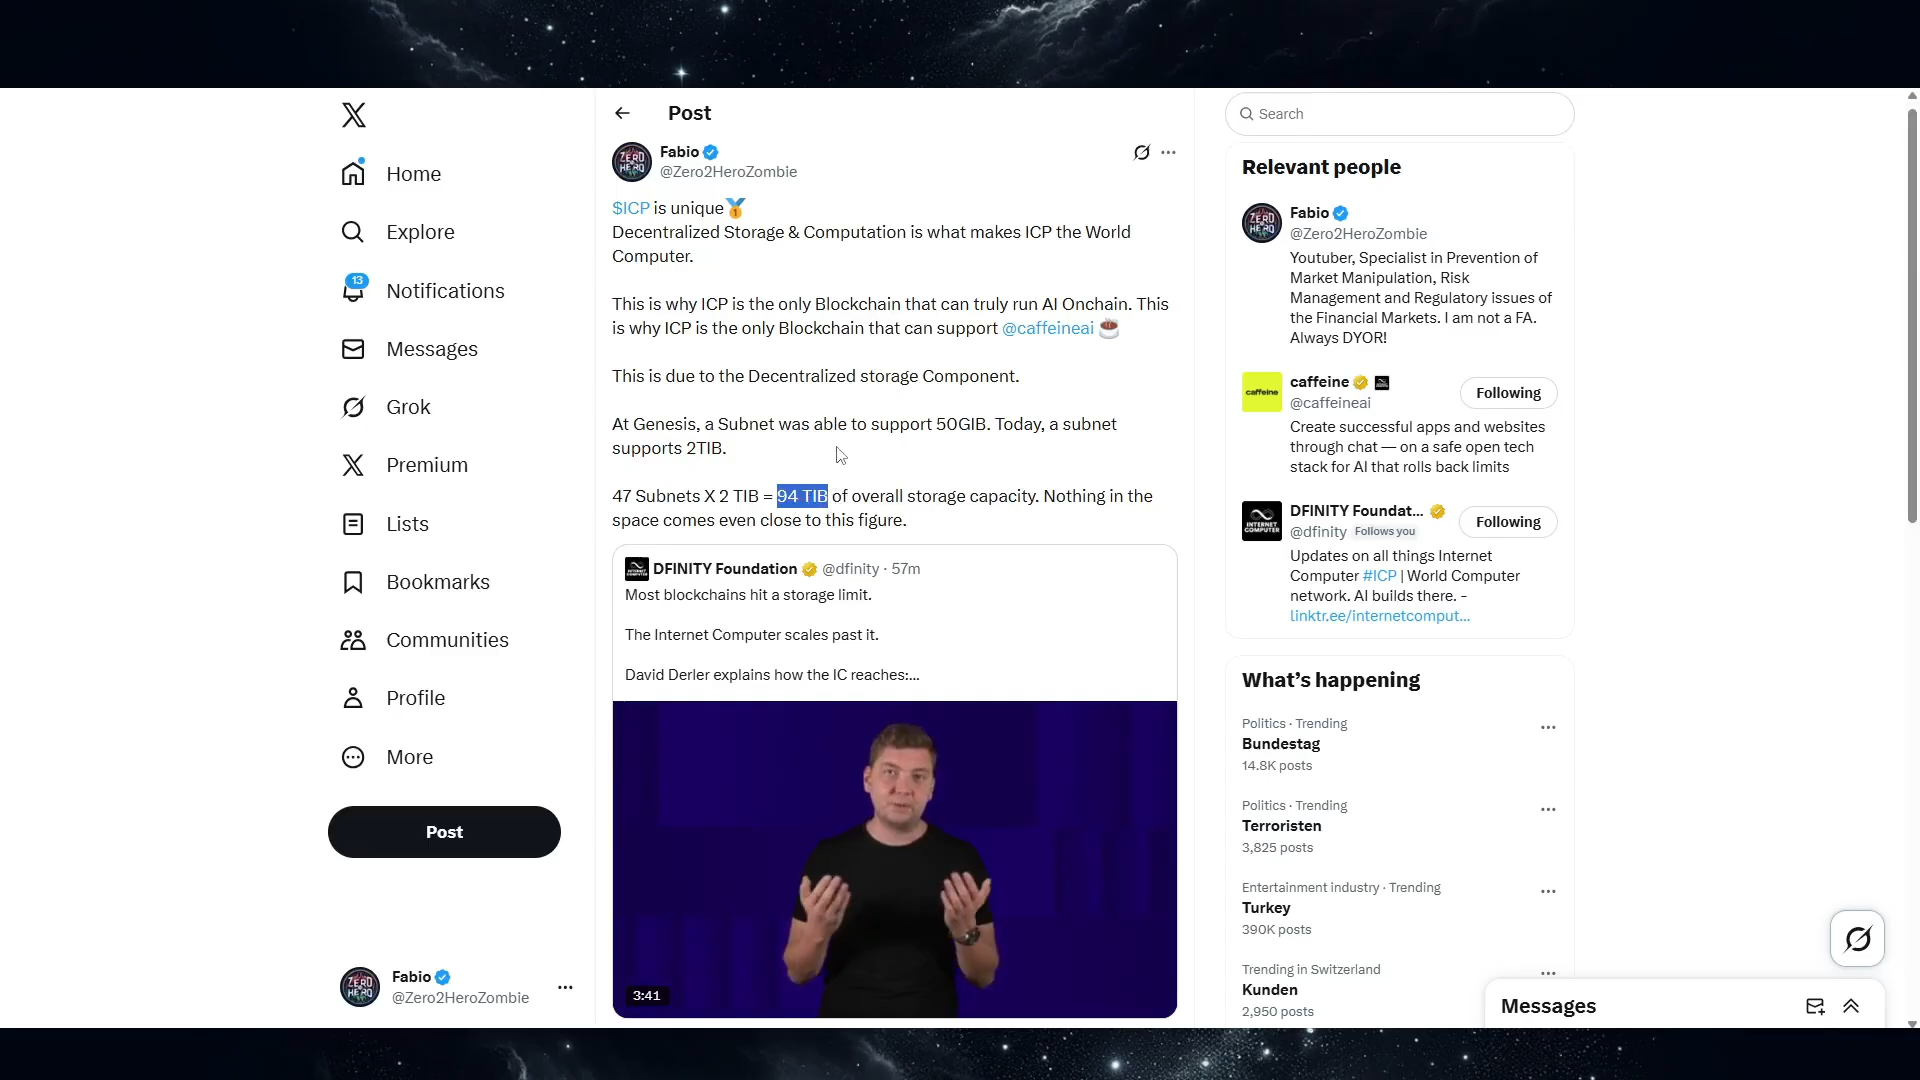 Home
Explore
13
Notifications
Messages
Grok
Premium
Lists
Bookmarks
Communities
Profile
More
Post
Fabio
@Zero2HeroZombie
Post
Fabio
@Zero2HeroZombie
$ICP is unique🥇
Decentralized Storage & Computation is what makes ICP the World
Computer.
This is why ICP is the only Blockchain that can truly run AI Onchain. This
is why ICP is the only Blockchain that can support @caffeineai ☕
This is due to the Decentralized storage Component.
At Genesis, a Subnet was able to support 50GIB. Today, a subnet
supports 2TIB.
47 Subnets X 2 TIB = 94 TIB of overall storage capacity. Nothing in the
space comes even close to this figure.
DFINITY Foundation @dfinity · 57m
Most blockchains hit a storage limit.
The Internet Computer scales past it.
David Derler explains how the IC reaches:...
3:41
Search
Relevant people
Fabio
@Zero2HeroZombie
Youtuber, Specialist in Prevention of
Market Manipulation, Risk
Management and Regulatory issues of
the Financial Markets. I am not a FA.
Always DYOR!
caffeine
caffeine
@caffeineai
Following
Create successful apps and websites
through chat — on a safe open tech
stack for AI that rolls back limits
INTERNET
COMPUTER
DFINITY Foundat...
@dfinity Follows you
Following
Updates on all things Internet
Computer #ICP | World Computer
network. AI builds there. -
linktr.ee/internetcomput...
What's happening
Politics · Trending
Bundestag
14.8K posts
Politics · Trending
Terroristen
3,825 posts
Entertainment industry · Trending
Turkey
390K posts
Trending in Switzerland
Kunden
2,950 posts
Messages